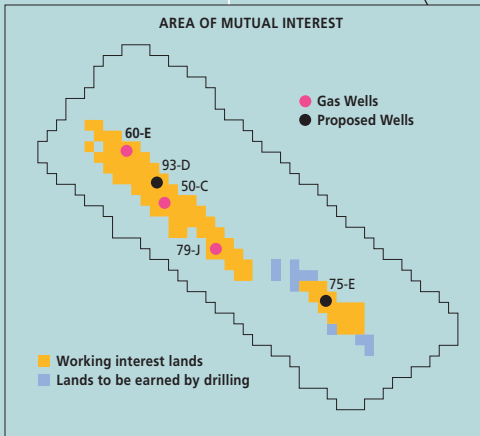 AREA OF MUTUAL INTEREST
Gas Wells
Proposed Wells
60-E
93-D
50-C
79-J
75-E
Working interest lands
Lands to be earned by drilling